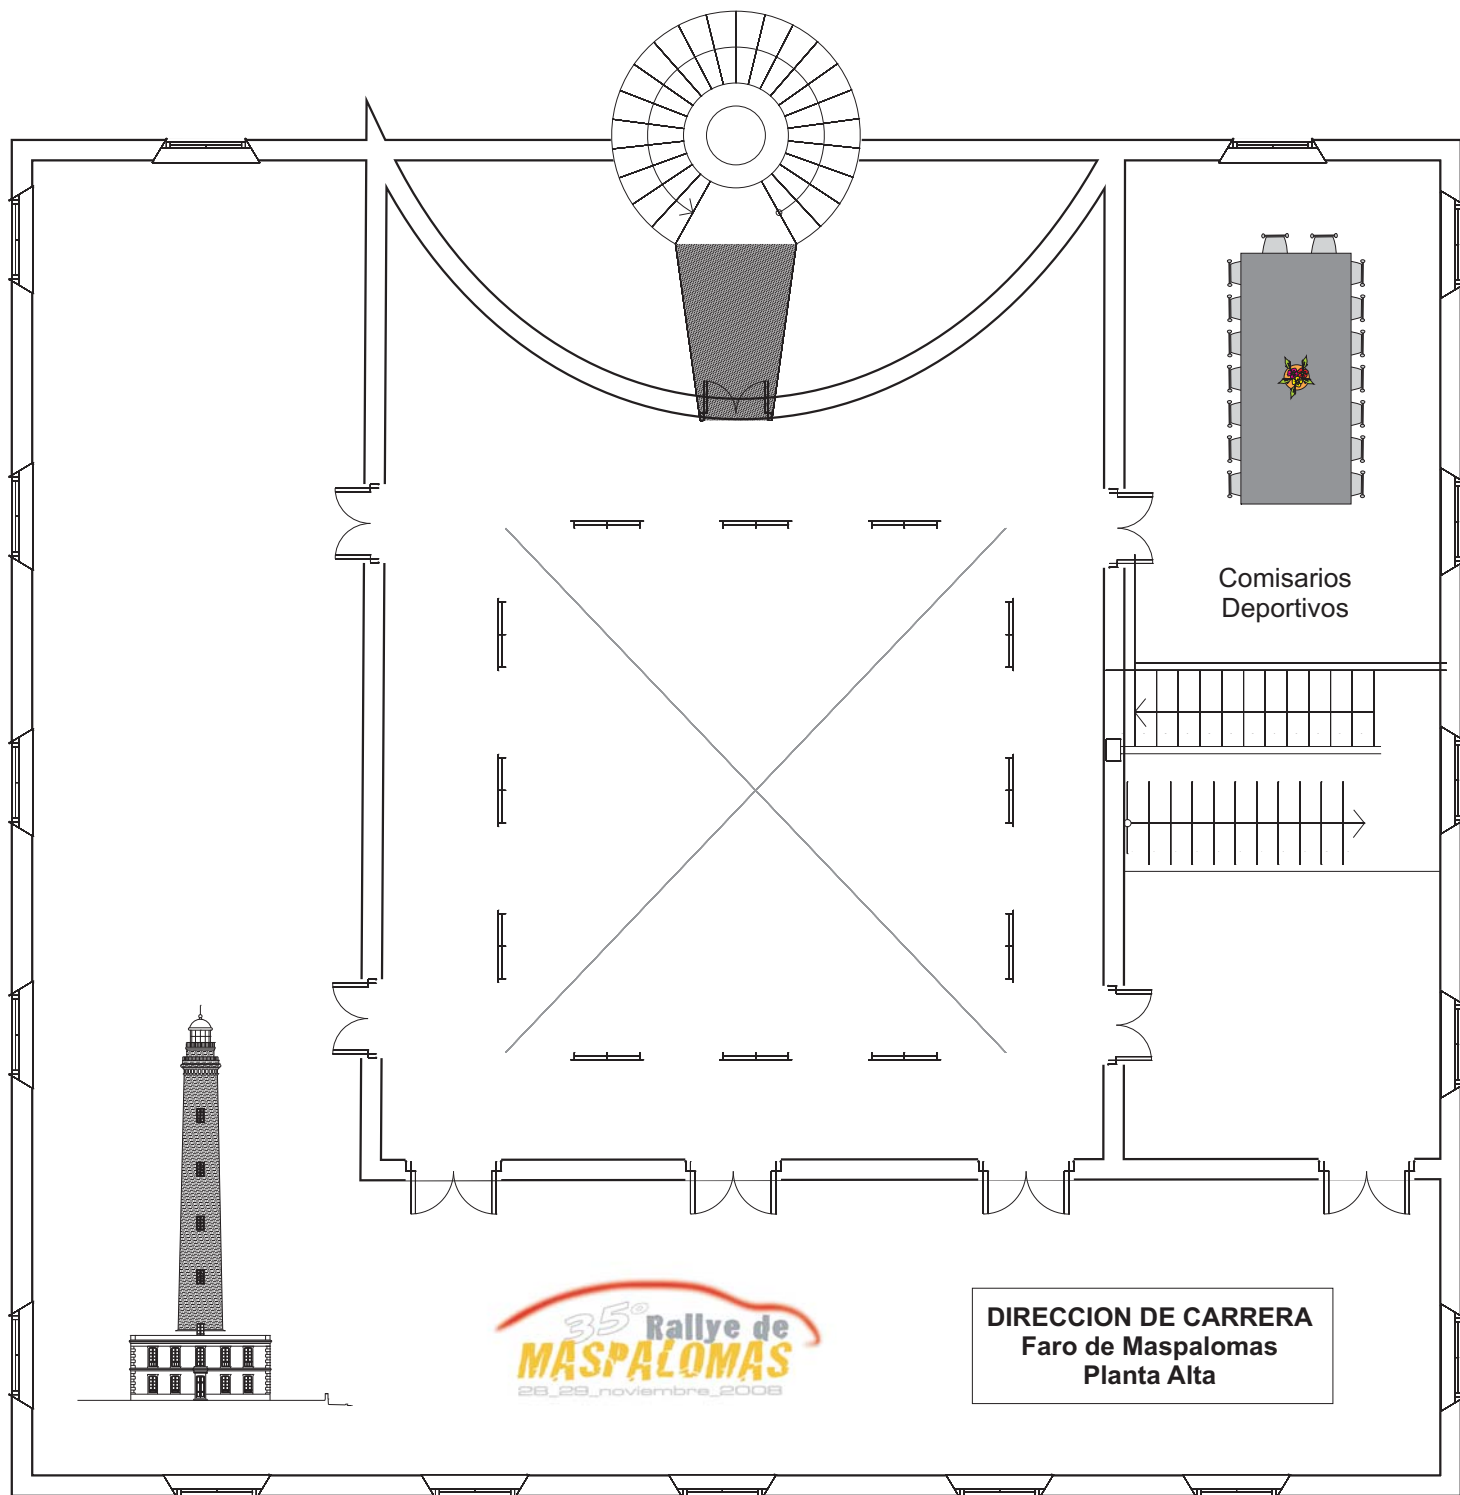 Comisarios
Deportivos
35º Rallye de
MASPALOMAS
28_29_noviembre_2008
DIRECCION DE CARRERA
Faro de Maspalomas
Planta Alta